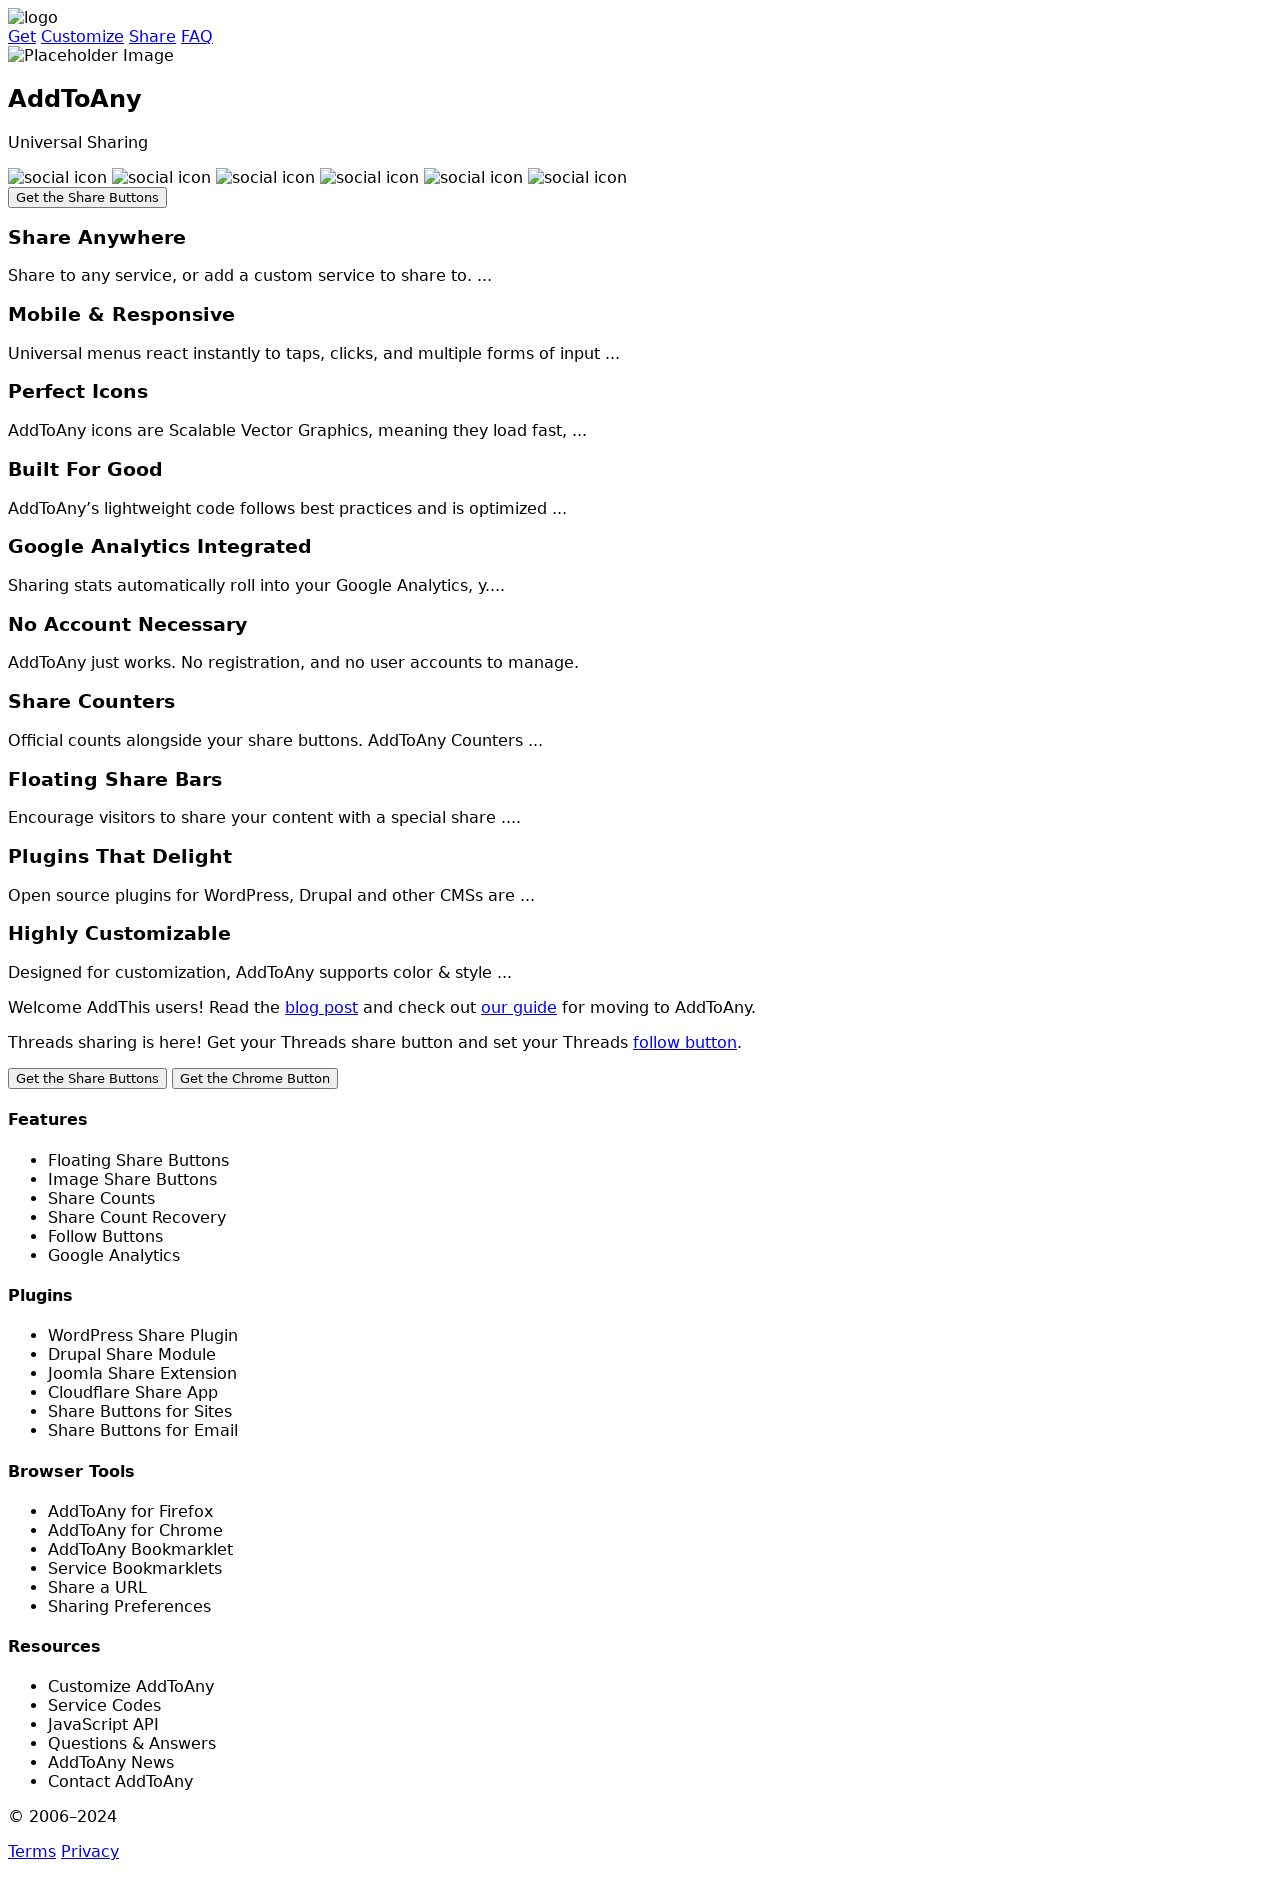 logo
Get Customize Share FAQ
Placeholder Image
AddToAny
Universal Sharing
social icon social icon social icon social icon social icon social icon
Get the Share Buttons
Share Anywhere
Share to any service, or add a custom service to share to. ...
Mobile & Responsive
Universal menus react instantly to taps, clicks, and multiple forms of input ...
Perfect Icons
AddToAny icons are Scalable Vector Graphics, meaning they load fast, ...
Built For Good
AddToAny’s lightweight code follows best practices and is optimized ...
Google Analytics Integrated
Sharing stats automatically roll into your Google Analytics, y....
No Account Necessary
AddToAny just works. No registration, and no user accounts to manage.
Share Counters
Official counts alongside your share buttons. AddToAny Counters ...
Floating Share Bars
Encourage visitors to share your content with a special share ....
Plugins That Delight
Open source plugins for WordPress, Drupal and other CMSs are ...
Highly Customizable
Designed for customization, AddToAny supports color & style ...
Welcome AddThis users! Read the blog post and check out our guide for moving to AddToAny.
Threads sharing is here! Get your Threads share button and set your Threads follow button.
Get the Share Buttons Get the Chrome Button
Features
• Floating Share Buttons
• Image Share Buttons
• Share Counts
• Share Count Recovery
• Follow Buttons
• Google Analytics
Plugins
• WordPress Share Plugin
• Drupal Share Module
• Joomla Share Extension
• Cloudflare Share App
• Share Buttons for Sites
• Share Buttons for Email
Browser Tools
• AddToAny for Firefox
• AddToAny for Chrome
• AddToAny Bookmarklet
• Service Bookmarklets
• Share a URL
• Sharing Preferences
Resources
• Customize AddToAny
• Service Codes
• JavaScript API
• Questions & Answers
• AddToAny News
• Contact AddToAny
© 2006–2024
Terms Privacy